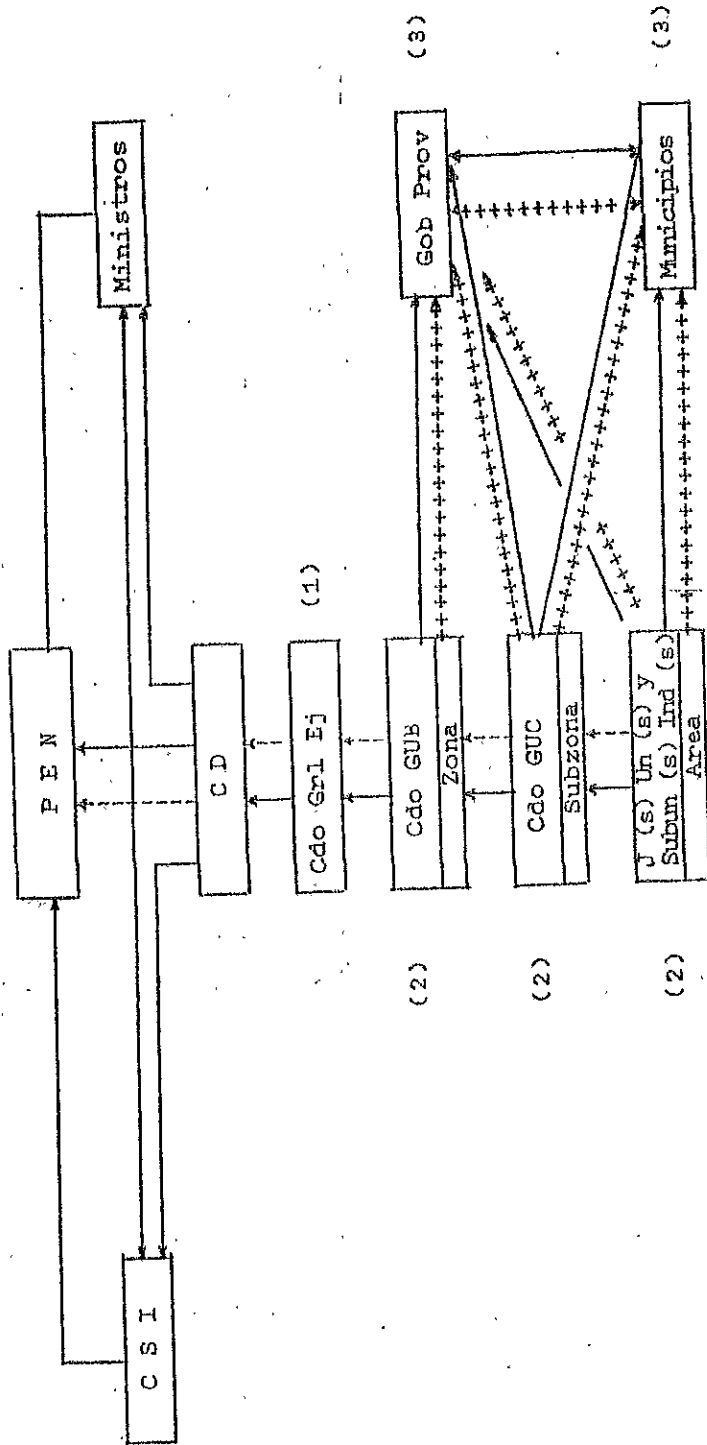 P E N
Ministros
C S I
C D
Cdo Grl Ej
(1)
(2)
Cdo GUB
Zona
Gob Prov
(3)
(2)
Cdo GUC
Subzona
(2)
J (s) Un (s) y
Subun (s) Ind (s)
Area
Municipios
(3)